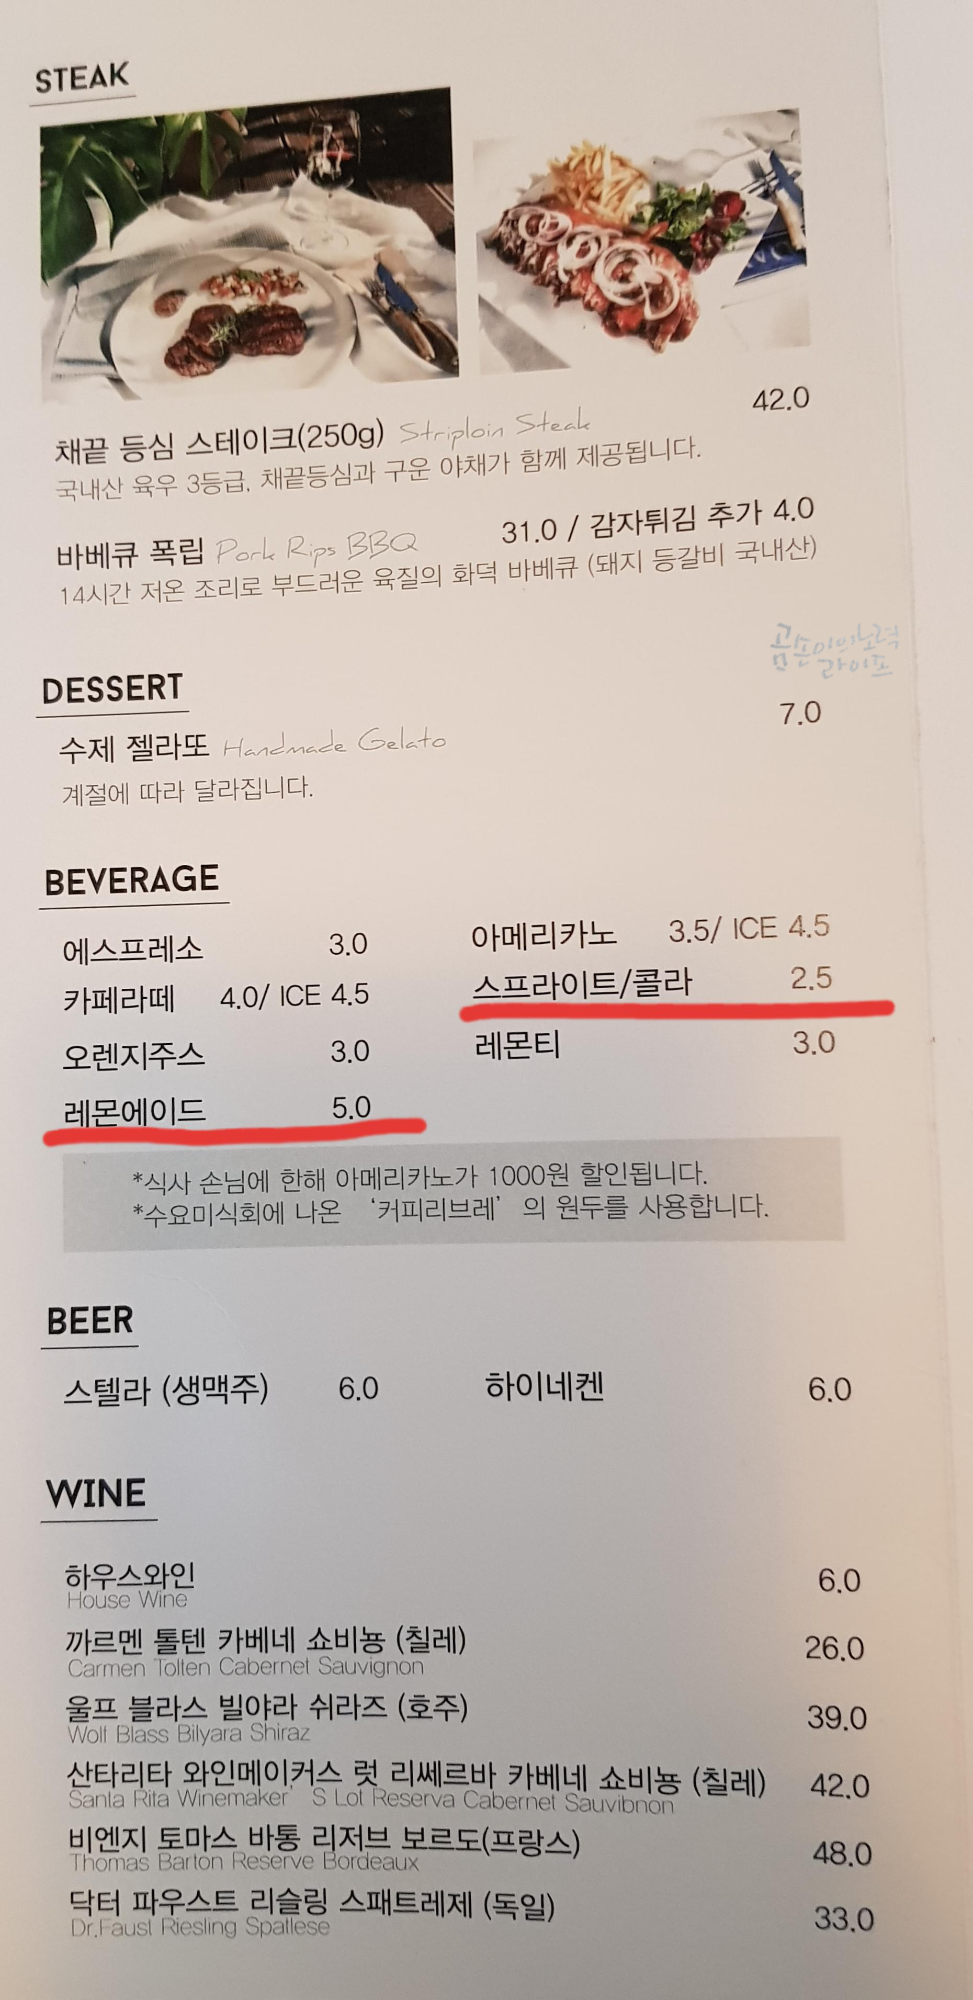 STEAK
채끝 등심 스테이크(250g) Striploin Steak 42.0
국내산 육우 3등급, 채끝등심과 구운 야채가 함께 제공됩니다.
바베큐 폭립 Pork Rips BBQ 31.0 / 감자튀김 추가 4.0
14시간 저온 조리로 부드러운 육질의 화덕 바베큐 (돼지 등갈비 국내산)
곰손이의노력
라이프
DESSERT
수제 젤라또 Handmade Gelato 7.0
계절에 따라 달라집니다.
BEVERAGE
에스프레소 3.0 아메리카노 3.5/ ICE 4.5
카페라떼 4.0/ ICE 4.5 스프라이트/콜라 2.5
오렌지주스 3.0 레몬티 3.0
레몬에이드 5.0
*식사 손님에 한해 아메리카노가 1000원 할인됩니다.
*수요미식회에 나온 ‘커피리브레’의 원두를 사용합니다.
BEER
스텔라 (생맥주) 6.0 하이네켄 6.0
WINE
하우스와인 6.0
House Wine
까르멘 톨텐 카베네 쇼비뇽 (칠레) 26.0
Carmen Tolten Cabernet Sauvignon
울프 블라스 빌야라 쉬라즈 (호주) 39.0
Wolf Blass Bilyara Shiraz
산타리타 와인메이커스 럿 리쎄르바 카베네 쇼비뇽 (칠레) 42.0
Santa Rita Winemaker’S Lot Reserva Cabernet Sauvibnon
비엔지 토마스 바통 리저브 보르도(프랑스) 48.0
Thomas Barton Reserve Bordeaux
닥터 파우스트 리슬링 스패트레제 (독일) 33.0
Dr.Faust Riesling Spatlese